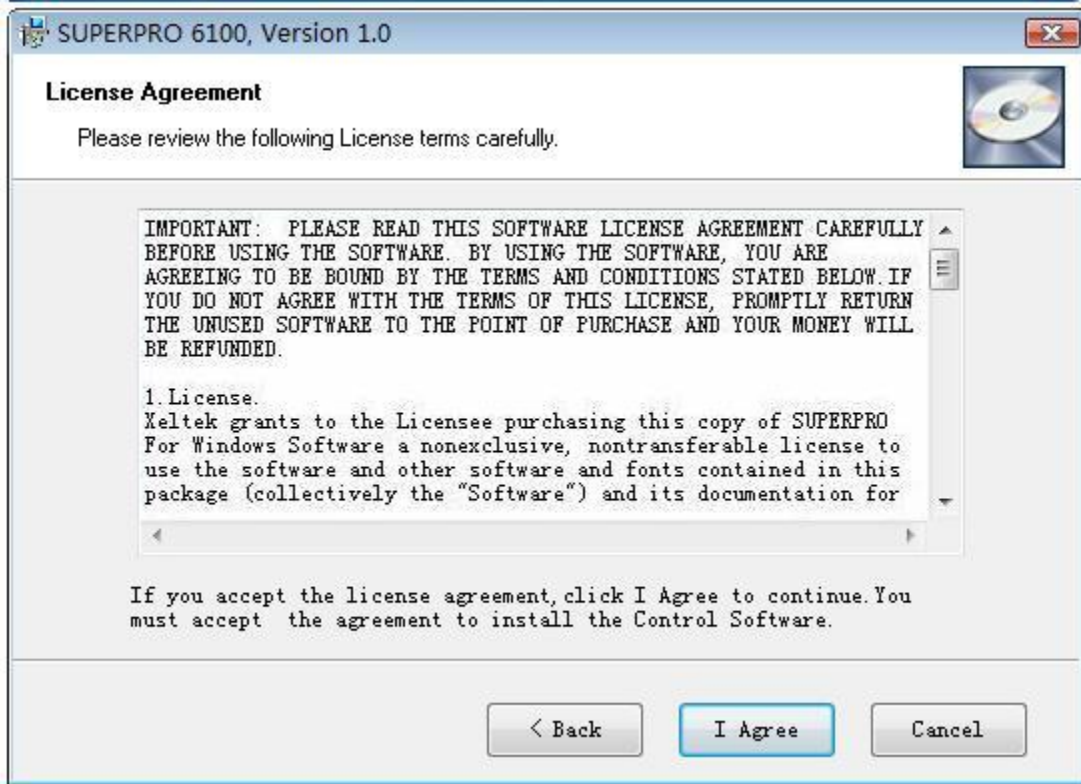 SUPERPRO 6100, Version 1.0
License Agreement
Please review the following License terms carefully.
IMPORTANT:  PLEASE READ THIS SOFTWARE LICENSE AGREEMENT CAREFULLY
BEFORE USING THE SOFTWARE. BY USING THE SOFTWARE, YOU ARE
AGREEING TO BE BOUND BY THE TERMS AND CONDITIONS STATED BELOW.IF
YOU DO NOT AGREE WITH THE TERMS OF THIS LICENSE, PROMPTLY RETURN
THE UNUSED SOFTWARE TO THE POINT OF PURCHASE AND YOUR MONEY WILL
BE REFUNDED.
1.License.
Xeltek grants to the Licensee purchasing this copy of SUPERPRO
For Windows Software a nonexclusive, nontransferable license to
use the software and other software and fonts contained in this
package (collectively the "Software") and its documentation for
If you accept the license agreement,click I Agree to continue.You
must accept  the agreement to install the Control Software.
< Back
I Agree
Cancel